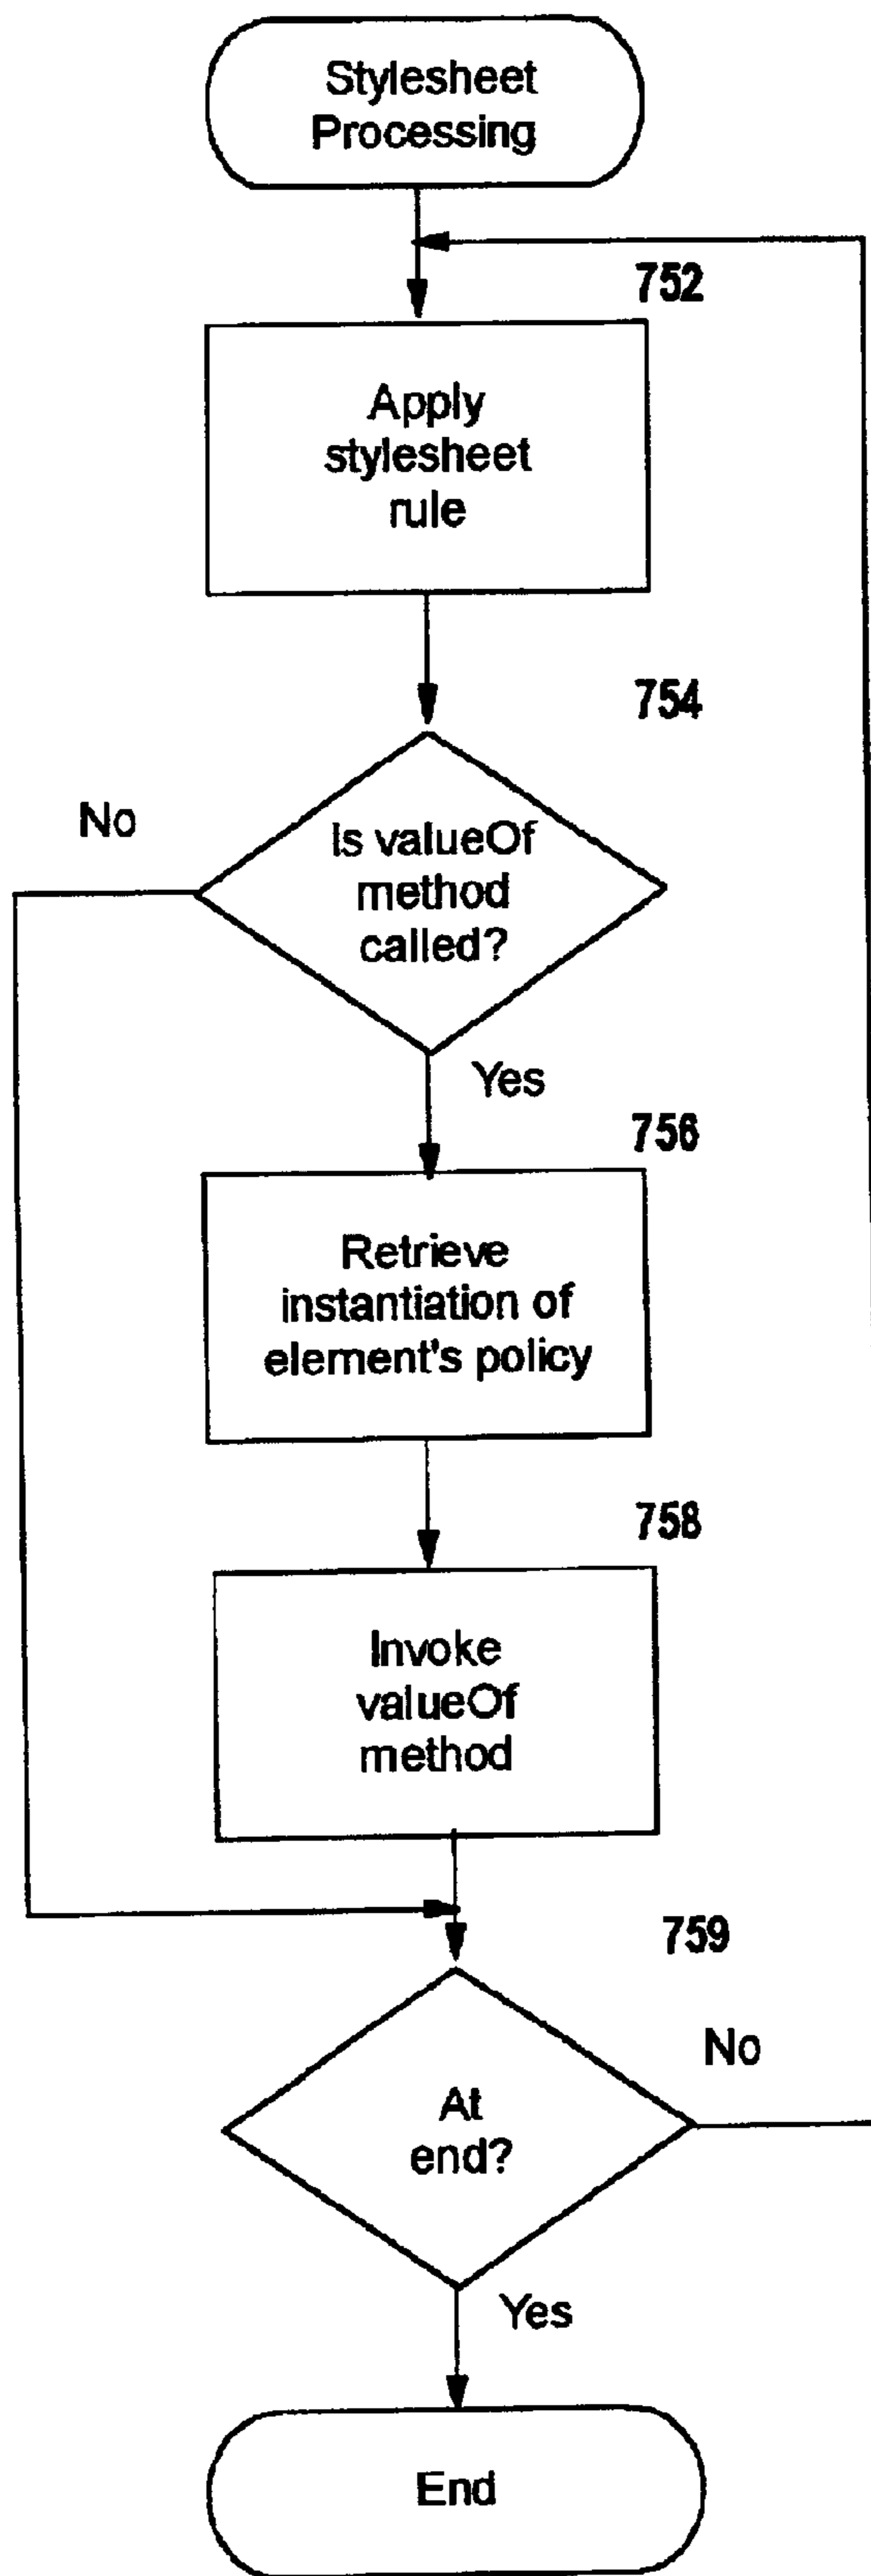 Stylesheet
Processing
752
Apply
stylesheet
rule
754
No
Is valueOf
method
called?
Yes
756
Retrieve
instantiation of
element's policy
758
Invoke
valueOf
method
759
No
At
end?
Yes
End